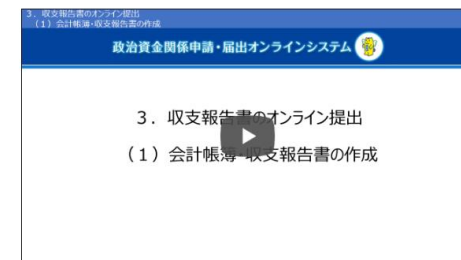 3．収支報告書のオンライン提出
（1）会計帳簿・収支報告書の作成
政治資金関係申請・届出オンラインシステム
3．収支報告書のオンライン提出
（1）会計帳簿・収支報告書の作成